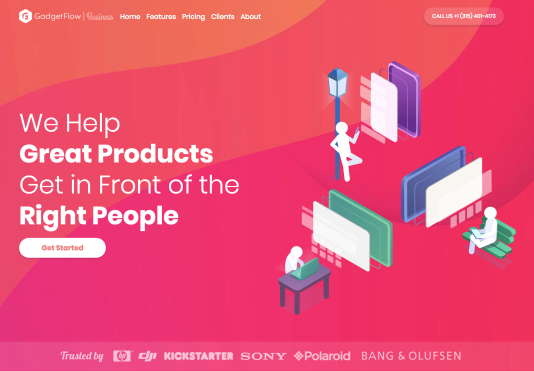 GadgetFlow | Business Home Features Pricing Clients About CALL US +1 (315) 401-4173
We Help
Great Products
Get in Front of the
Right People
Get Started
Trusted by hp dji KICKSTARTER SONY Polaroid BANG & OLUFSEN